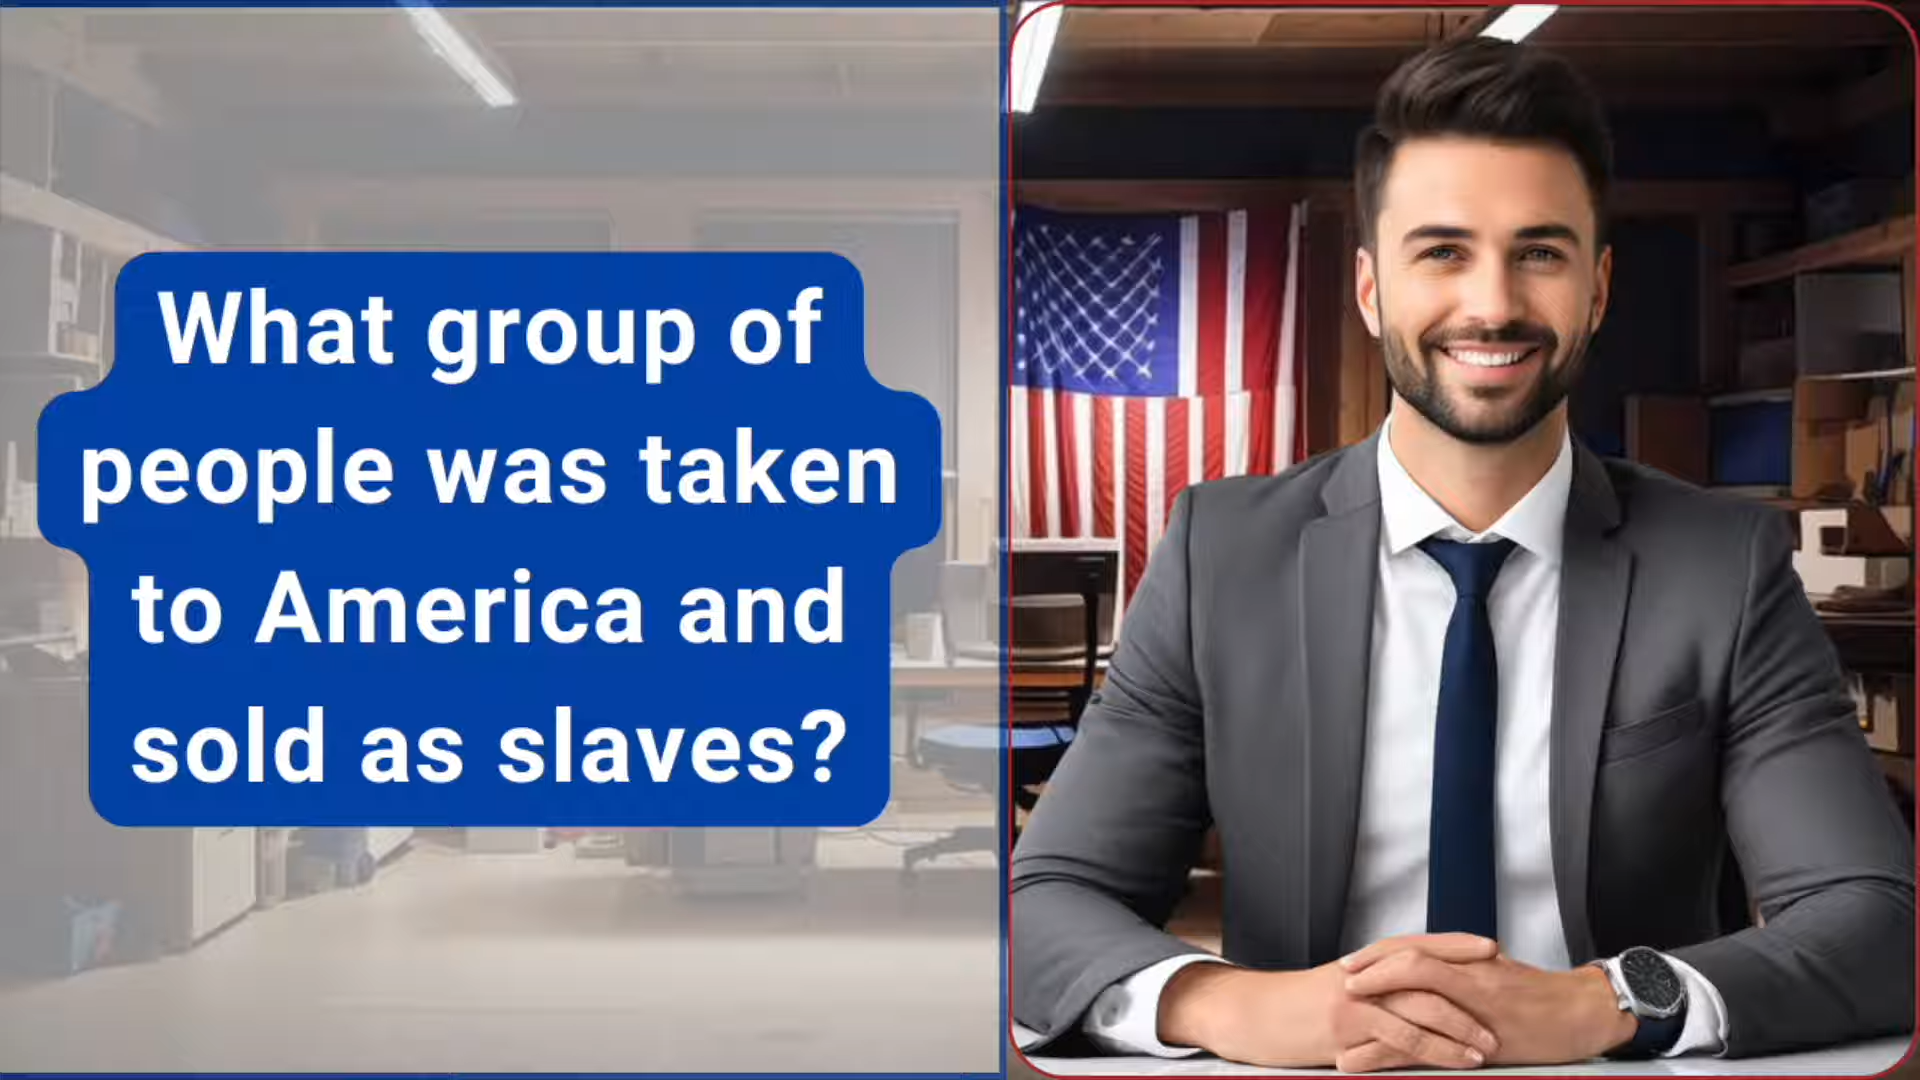 What group of
people was taken
to America and
sold as slaves?